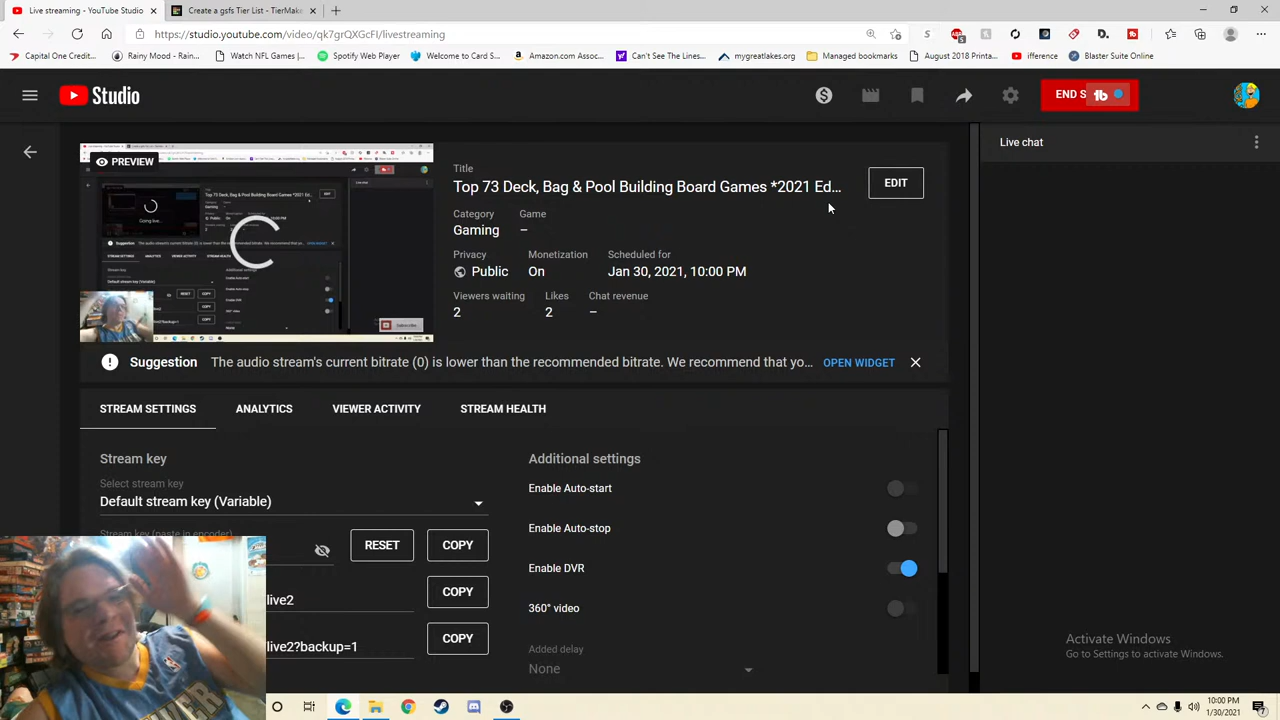 Live streaming - YouTube Studio
Create a gsfs Tier List - TierMake
https://studio.youtube.com/video/qk7grQXGcFI/livestreaming
Capital One Credit...
Rainy Mood • Rain...
Watch NFL Games |...
Spotify Web Player
Welcome to Card S...
Amazon.com Assoc...
Can't See The Lines...
mygreatlakes.org
Managed bookmarks
August 2018 Printa...
ifference
Blaster Suite Online
Studio
END S
Live chat
PREVIEW
Going live...
Title
Top 73 Deck, Bag & Pool Building Board Games *2021 Ed...
EDIT
Category
Game
Gaming
–
Privacy
Monetization
Scheduled for
Public
On
Jan 30, 2021, 10:00 PM
Viewers waiting
Likes
Chat revenue
2
2
–
Suggestion
The audio stream's current bitrate (0) is lower than the recommended bitrate. We recommend that yo...
OPEN WIDGET
STREAM SETTINGS
ANALYTICS
VIEWER ACTIVITY
STREAM HEALTH
Stream key
Select stream key
Default stream key (Variable)
Stream key (paste in encoder)
RESET
COPY
live2
COPY
live2?backup=1
COPY
Additional settings
Enable Auto-start
Enable Auto-stop
Enable DVR
360° video
Added delay
None
Activate Windows
Go to Settings to activate Windows.
10:00 PM
1/30/2021